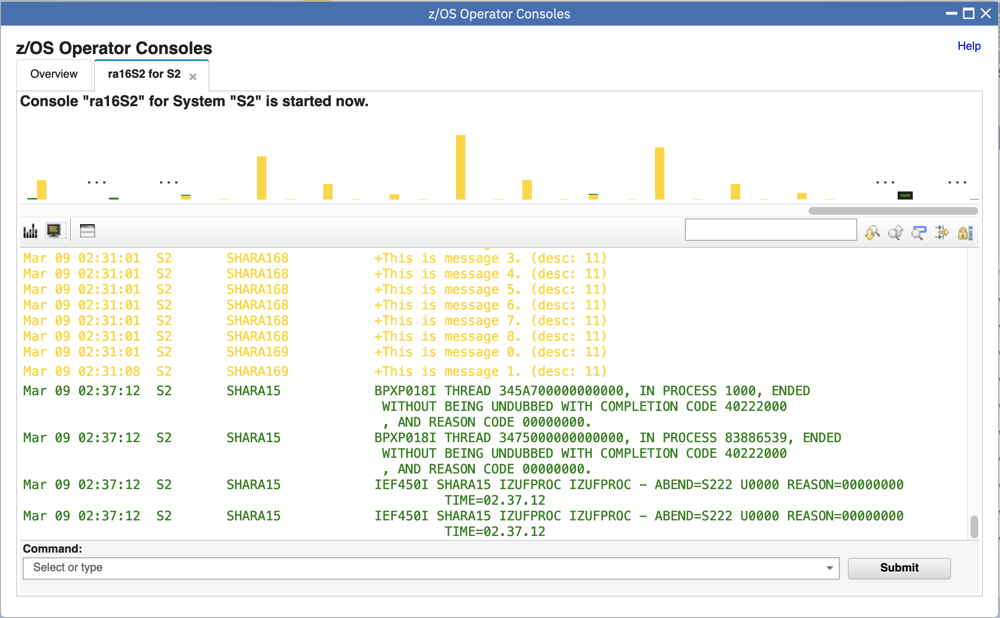 z/OS Operator Consoles
z/OS Operator Consoles
Help
Overview
ra16S2 for S2
Console "ra16S2" for System "S2" is started now.
... ... ... ...
Mar 09 02:31:01 S2 SHARA168 +This is message 3. (desc: 11)
Mar 09 02:31:01 S2 SHARA168 +This is message 4. (desc: 11)
Mar 09 02:31:01 S2 SHARA168 +This is message 5. (desc: 11)
Mar 09 02:31:01 S2 SHARA168 +This is message 6. (desc: 11)
Mar 09 02:31:01 S2 SHARA168 +This is message 7. (desc: 11)
Mar 09 02:31:01 S2 SHARA168 +This is message 8. (desc: 11)
Mar 09 02:31:01 S2 SHARA169 +This is message 0. (desc: 11)
Mar 09 02:31:08 S2 SHARA169 +This is message 1. (desc: 11)
Mar 09 02:37:12 S2 SHARA15 BPXP018I THREAD 345A700000000000, IN PROCESS 1000, ENDED
WITHOUT BEING UNDUBBED WITH COMPLETION CODE 40222000
, AND REASON CODE 00000000.
Mar 09 02:37:12 S2 SHARA15 BPXP018I THREAD 3475000000000000, IN PROCESS 83886539, ENDED
WITHOUT BEING UNDUBBED WITH COMPLETION CODE 40222000
, AND REASON CODE 00000000.
Mar 09 02:37:12 S2 SHARA15 IEF450I SHARA15 IZUFPROC IZUFPROC - ABEND=S222 U0000 REASON=00000000
TIME=02.37.12
Mar 09 02:37:12 S2 SHARA15 IEF450I SHARA15 IZUFPROC IZUFPROC - ABEND=S222 U0000 REASON=00000000
TIME=02.37.12
Command:
Select or type
Submit